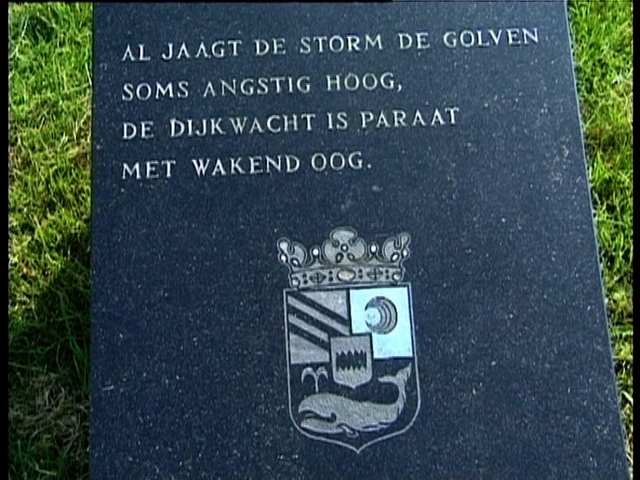 AL JAAGT DE STORM DE GOLVEN
SOMS ANGSTIG HOOG,
DE DIJKWACHT IS PARAAT
MET WAKEND OOG.